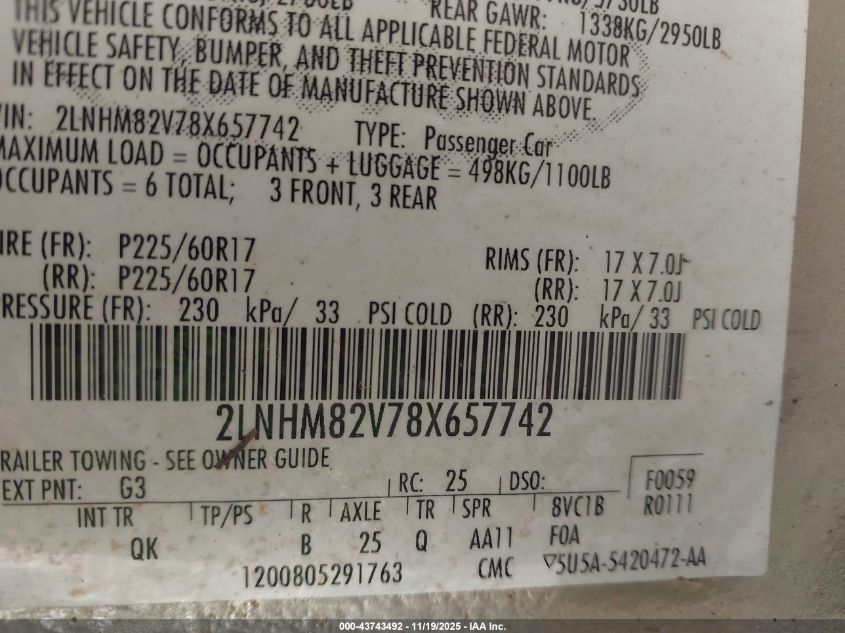 REAR GAWR: 1338KG/2950LB
THIS VEHICLE CONFORMS TO ALL APPLICABLE FEDERAL MOTOR
VEHICLE SAFETY, BUMPER, AND THEFT PREVENTION STANDARDS
IN EFFECT ON THE DATE OF MANUFACTURE SHOWN ABOVE.
VIN: 2LNHM82V78X657742 TYPE: Passenger Car
MAXIMUM LOAD = OCCUPANTS + LUGGAGE = 498KG/1100LB
OCCUPANTS = 6 TOTAL; 3 FRONT, 3 REAR
IRE (FR): P225/60R17 RIMS (FR): 17 X 7.0J
(RR): P225/60R17 (RR): 17 X 7.0J
RESSURE (FR): 230 kPa/ 33 PSI COLD (RR): 230 kPa/ 33 PSI COLD
2LNHM82V78X657742
RAILER TOWING - SEE OWNER GUIDE
EXT PNT: G3 RC: 25 DSO: F0059
R0111
INT TR TP/PS R AXLE TR SPR 8VC1B
QK B 25 Q AA11 FOA
1200805291763 CMC ▽5U5A-5420472-AA
000-43743492 - 11/19/2025 - IAA Inc.